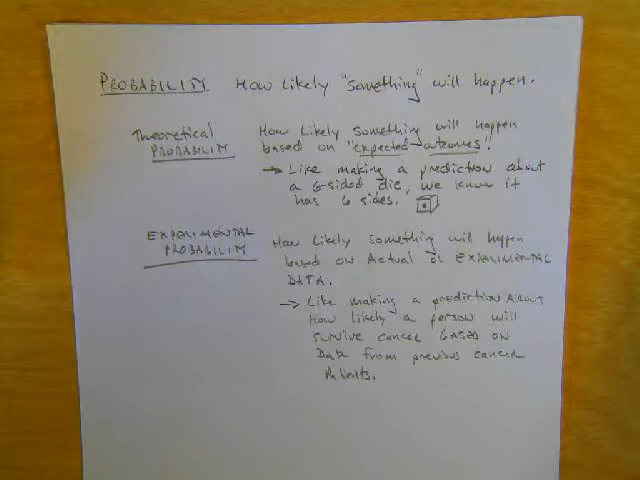 PROBABILITY How Likely "Something" will happen.
Theoretical
PROBABILITY
How Likely something will happen
based on "expected outcomes".
→ Like making a prediction about
a 6-sided die, we know it
has 6 sides.
EXPERIMENTAL
PROBABILITY
How Likely something will happen
based on Actual or EXPERIMENTAL
DATA.
→ Like making a prediction About
How likely a person will
survive cancer BASED ON
Data from previous cancer
Patients.